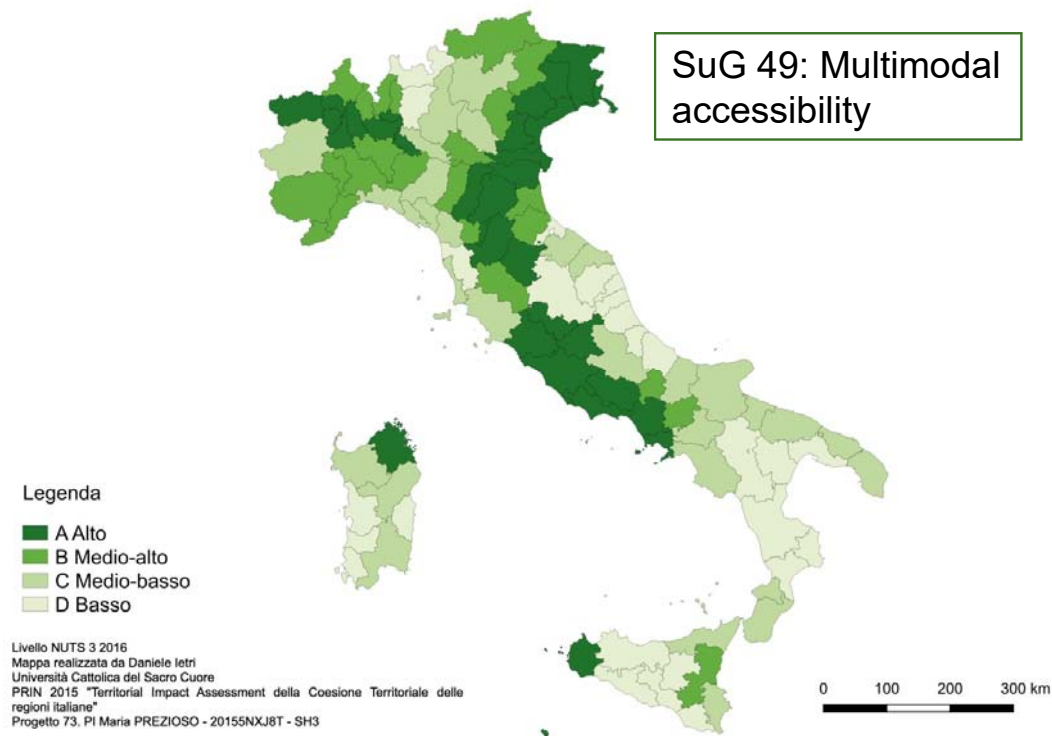 SuG 49: Multimodal
accessibility
Legenda
A Alto
B Medio-alto
C Medio-basso
D Basso
Livello NUTS 3 2016
Mappa realizzata da Daniele Ietri
Università Cattolica del Sacro Cuore
PRIN 2015 "Territorial Impact Assessment della Coesione Territoriale delle
regioni italiane"
Progetto 73. PI Maria PREZIOSO - 20155NXJ8T - SH3
0 100 200 300 km